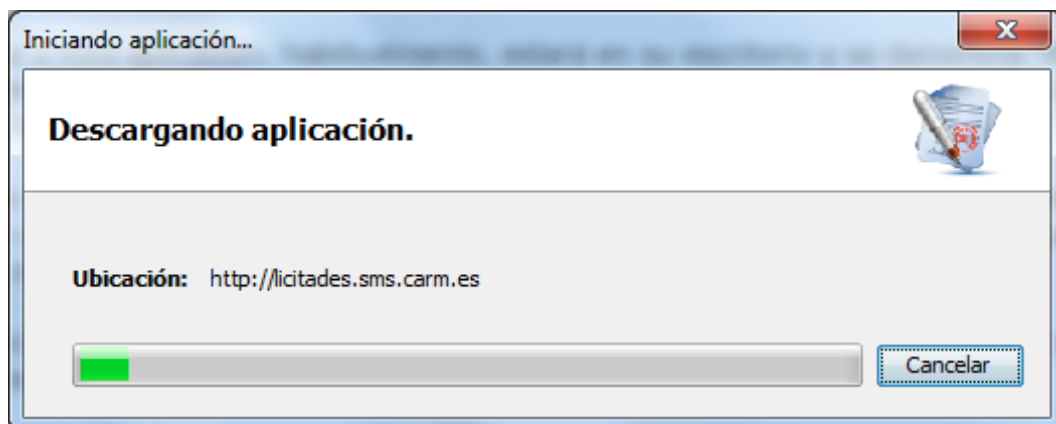 Iniciando aplicación...
Descargando aplicación.
Ubicación: http://licitades.sms.carm.es
Cancelar